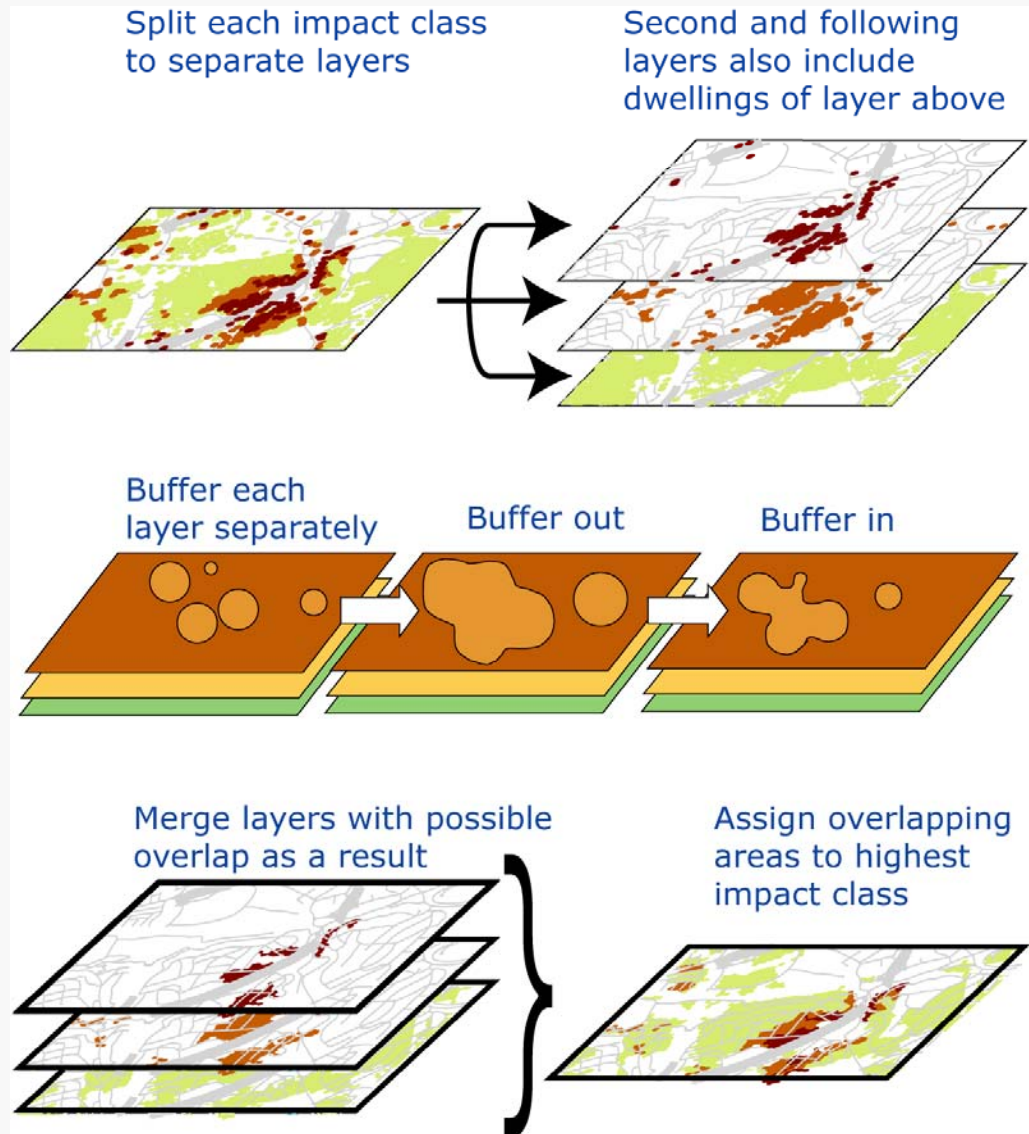 Split each impact class
to separate layers
Second and following
layers also include
dwellings of layer above
Buffer each
layer separately
Buffer out
Buffer in
Merge layers with possible
overlap as a result
Assign overlapping
areas to highest
impact class